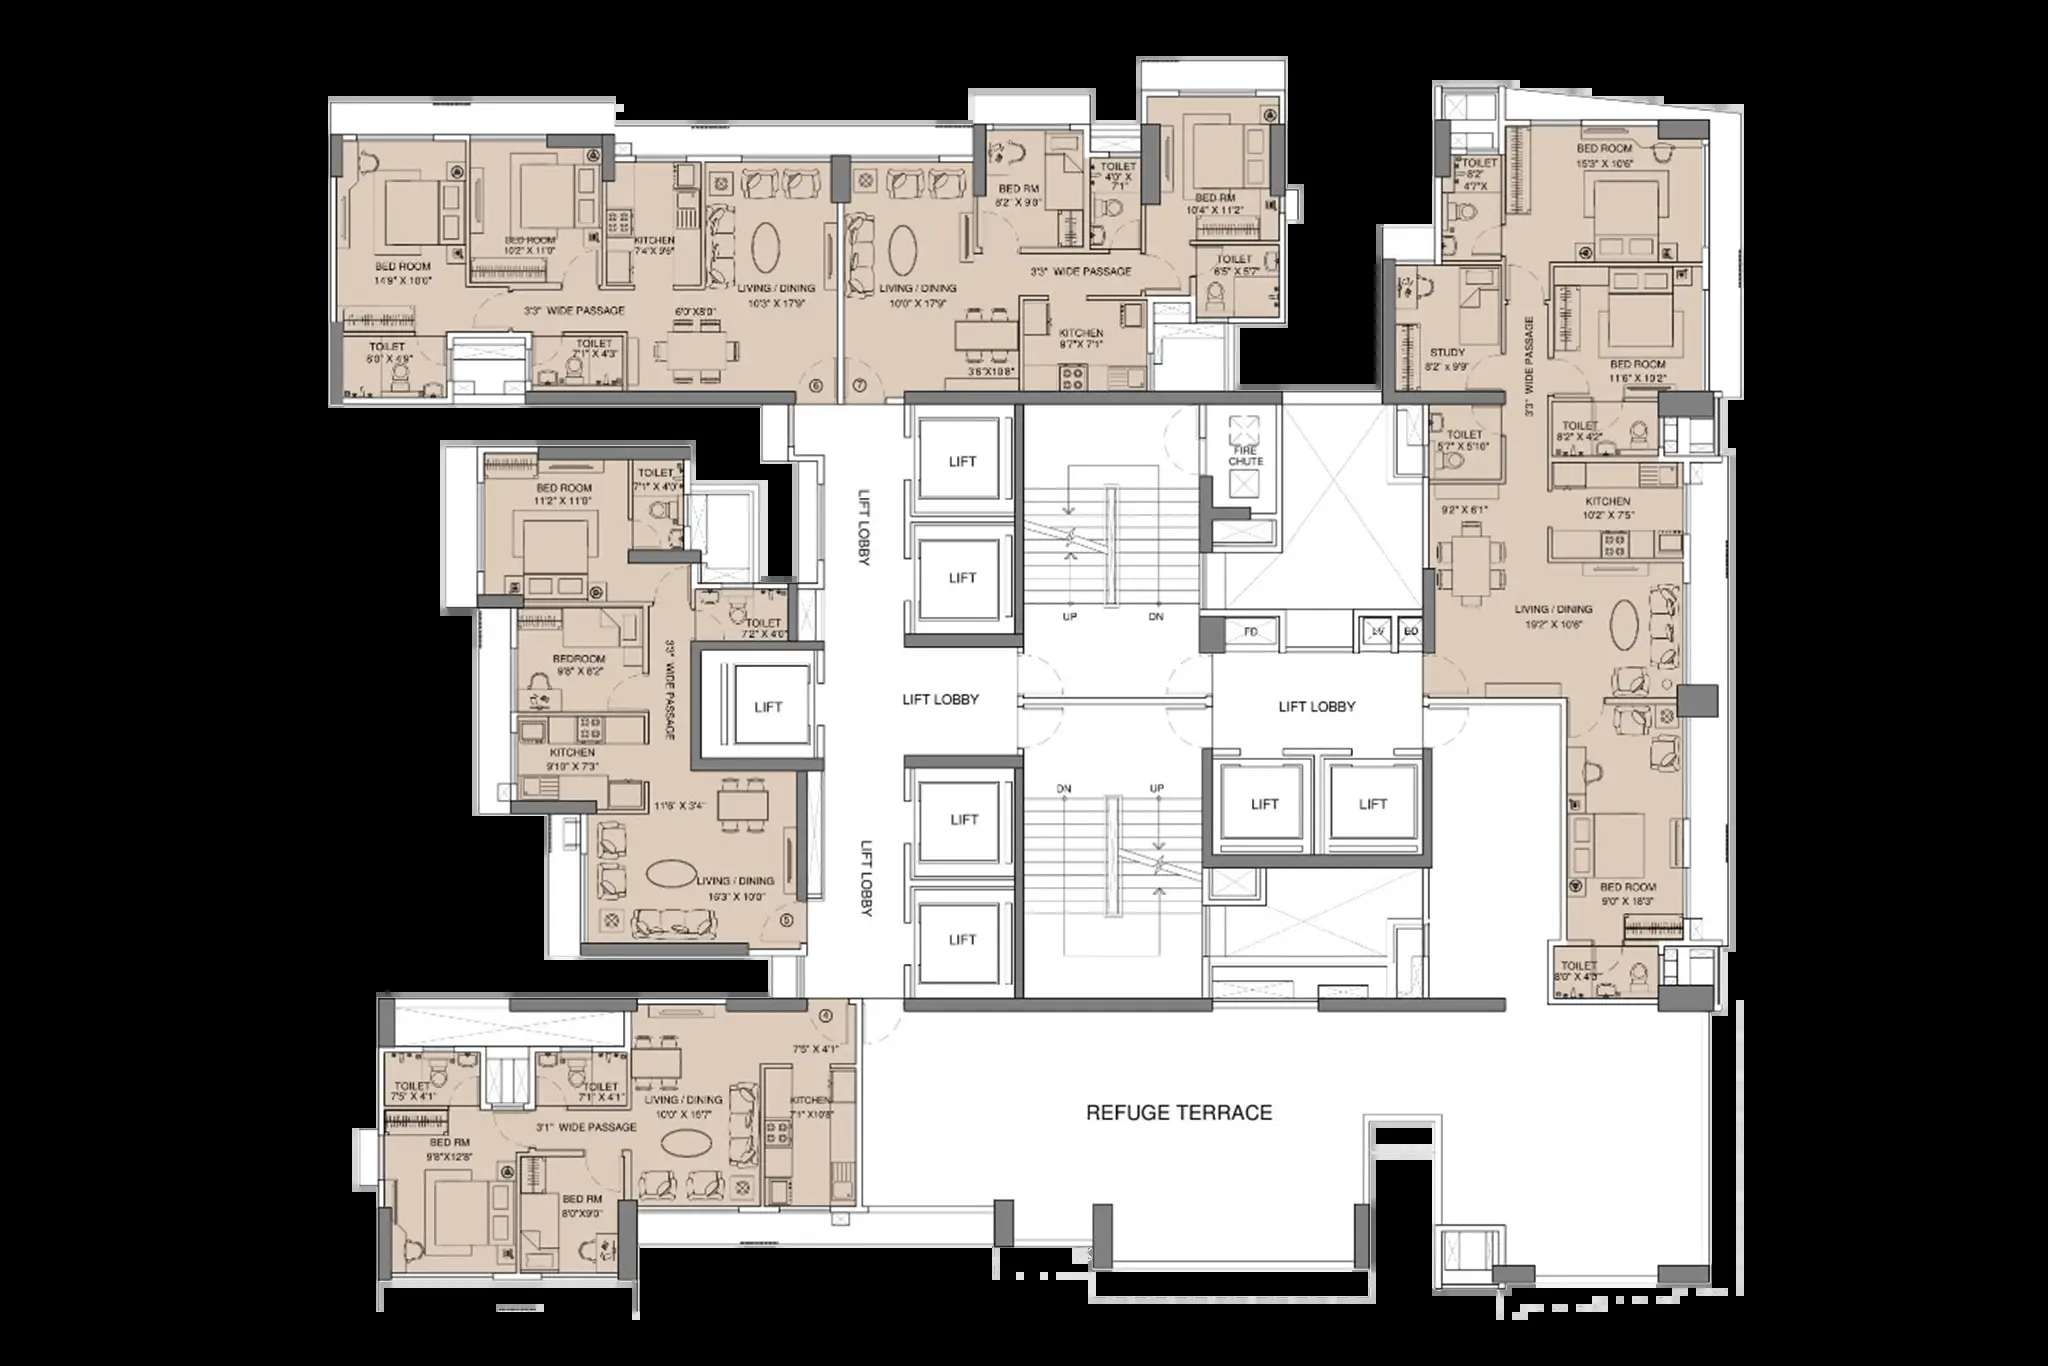 BED ROOM
14'9" X 10'0"
BED ROOM
10'2" X 11'0"
KITCHEN
7'4"X 9'6"
LIVING / DINING
10'3" X 17'9"
3'3" WIDE PASSAGE
6'0"X8'0"
TOILET
8'0" X 4'9"
TOILET
7'1" X 4'3"
6
7
LIVING / DINING
10'0" X 17'9"
BED RM
8'2" X 9'0"
TOILET
4'0" X
7'1"
BED RM
10'4" X 11'2"
3'3" WIDE PASSAGE
TOILET
6'5" X 5'7"
KITCHEN
9'7"X 7'1"
3'6"X10'8"
BED ROOM
15'3" X 10'6"
TOILET
8'2"
4'7"X
STUDY
8'2" x 9'9"
3'3" WIDE PASSAGE
BED ROOM
11'6" X 10'2"
TOILET
5'7" X 5'10"
TOILET
8'2" X 4'2"
9'2" X 6'1"
KITCHEN
10'2" X 7'5"
LIVING / DINING
19'2" X 10'6"
BED ROOM
9'0" X 18'3"
TOILET
8'0" X 4'3"
BED ROOM
11'2" X 11'0"
TOILET
7'1" X 4'0"
TOILET
7'2" X 4'0"
BEDROOM
9'8" X 8'2"
3'3" WIDE PASSAGE
KITCHEN
9'10" X 7'3"
11'6" X 3'4"
LIVING / DINING
16'3" X 10'0"
5
LIFT
LIFT LOBBY
LIFT
LIFT
LIFT LOBBY
LIFT LOBBY
LIFT
LIFT
FIRE
CHUTE
UP
DN
FD
LV
ED
LIFT LOBBY
DN
UP
LIFT
LIFT
4
7'5" X 4'1"
TOILET
7'5" X 4'1"
TOILET
7'1" X 4'1"
LIVING / DINING
10'0" X 15'7"
KITCHEN
7'1" X10'8"
3'1" WIDE PASSAGE
BED RM
9'8"X12'8"
BED RM
8'0"X9'0"
REFUGE TERRACE